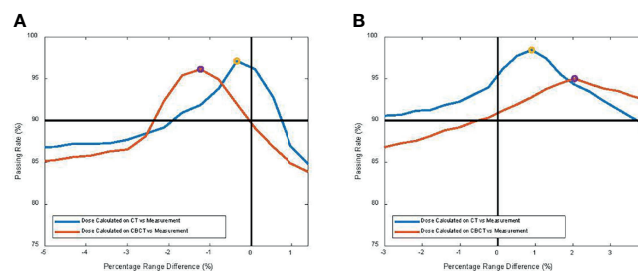 A
100
95
90
85
80
75
Passing Rate (%)
-5
-4
-3
-2
-1
0
1
Percentage Range Difference (%)
Dose Calculated on CT vs Measurement
Dose Calculated on CBCT vs Measurement
B
100
95
90
85
80
75
Passing Rate (%)
-3
-2
-1
0
1
2
3
Percentage Range Difference (%)
Dose Calculated on CT vs Measurement
Dose Calculated on CBCT vs Measurement